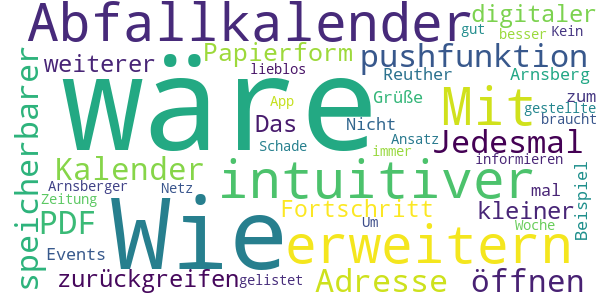 Abfallkalender
digitaler
gut
besser
Kein
weiterer
Papierform
pushfunktion
lieblos
Reuther
Arnsberg
wäre
App
Grüße
Mit
zum
gestellte
speicherbarer
Das
Nicht
braucht
Schade
Ansatz
Jedesmal
immer
Kalender
intuitiver
informieren
Arnsberger
Netz
mal
Beispiel
Zeitung
Wie
Fortschritt
kleiner
PDF
Um
Woche
Events
erweitern
zurückgreifen
gelistet
Adresse
öffnen